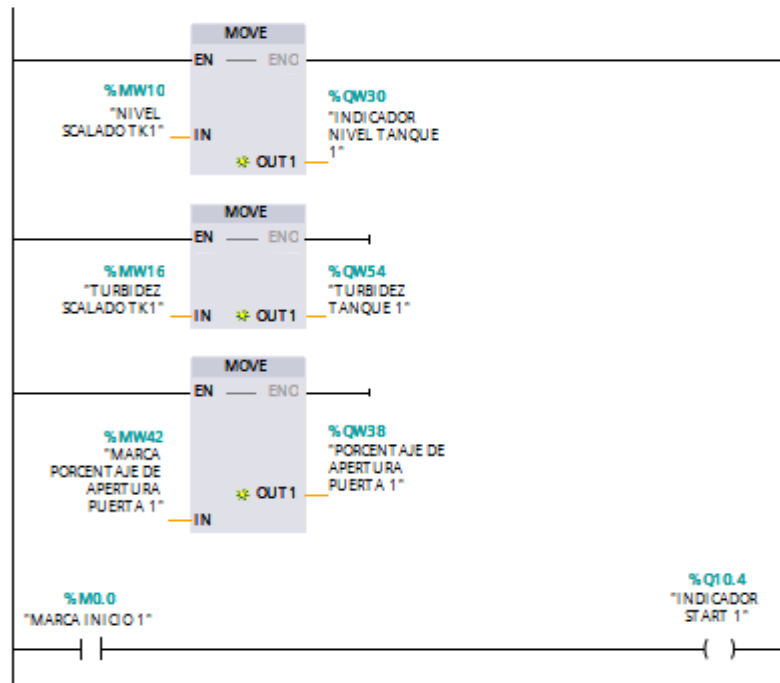 MOVE
EN ENO
%MW10
"NIVEL
SCALADO TK1"
IN
%QW30
"INDICADOR
NIVEL TANQUE
1"
OUT1
MOVE
EN ENO
%MW16
"TURBIDEZ
SCALADO TK1"
IN
OUT1
%QW54
"TURBIDEZ
TANQUE 1"
MOVE
EN ENO
%MW42
"MARCA
PORCENTAJE DE
APERTURA
PUERTA 1"
IN
OUT1
%QW38
"PORCENTAJE DE
APERTURA
PUERTA 1"
%M0.0
"MARCA INICIO 1"
%Q10.4
"INDICADOR
START 1"